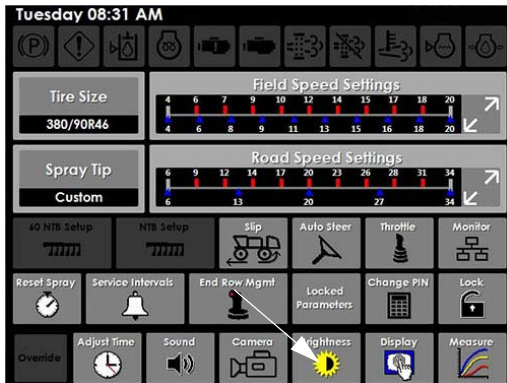 Tuesday 08:31 AM
(P)
Tire Size
380/90R46
Field Speed Settings
4 6 7 9 10 12 14 15 17 18 20
4 6 8 9 11 13 15 16 18 20
Spray Tip
Custom
Road Speed Settings
6 9 12 14 17 20 23 26 28 31 34
6 13 20 27 34
60 NTB Setup
NTB Setup
Slip
Auto Steer
Throttle
Monitor
Reset Spray
Service Intervals
End Row Mgmt
Locked
Parameters
Change PIN
Lock
Override
Adjust Time
Sound
Camera
Brightness
Display
Measure